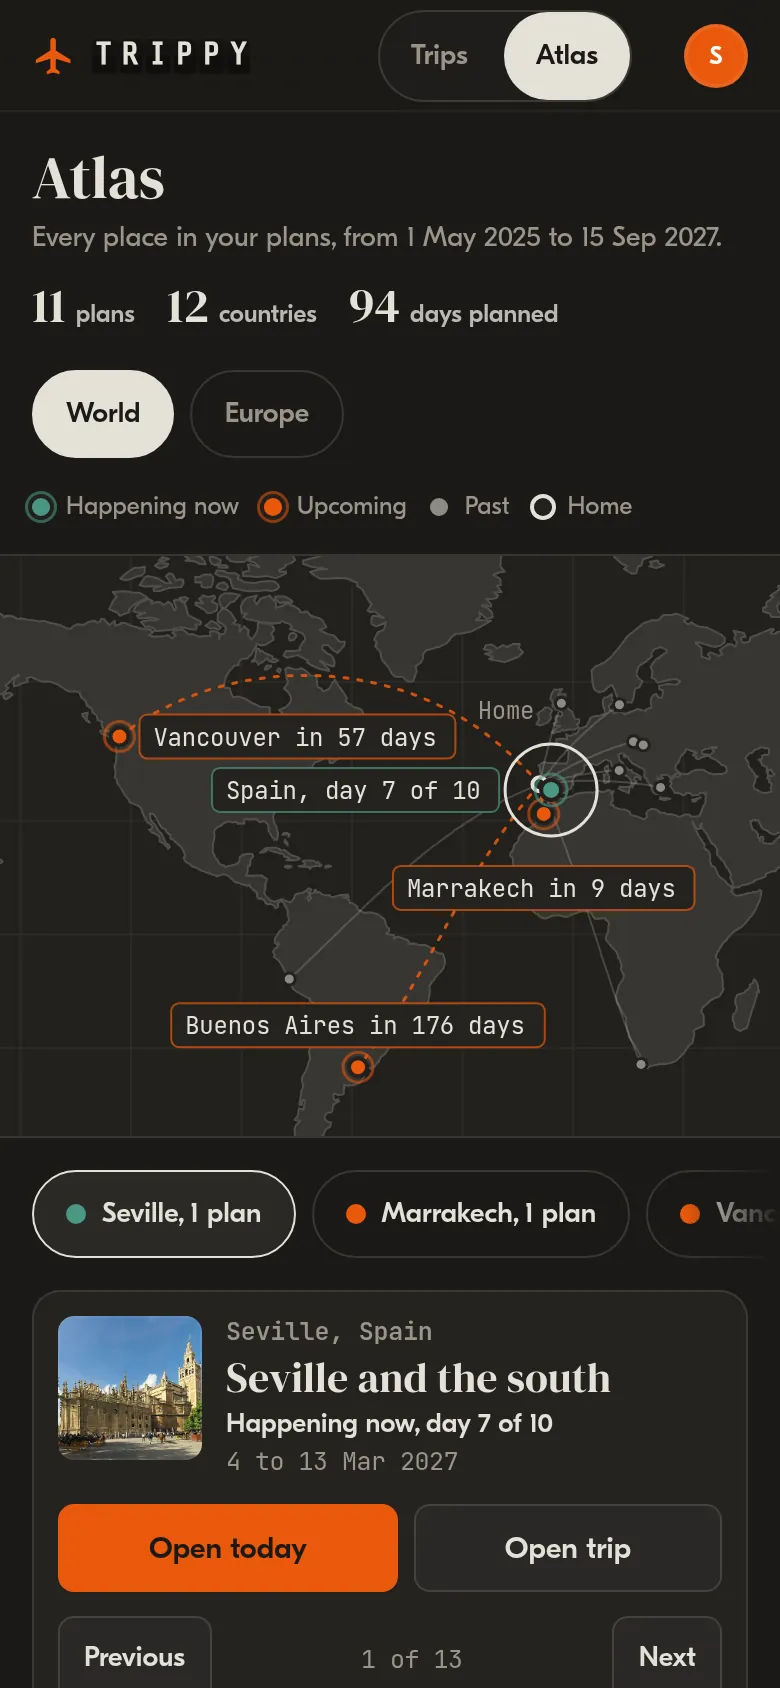 TRIPPY
Trips
Atlas
S
Atlas
Every place in your plans, from 1 May 2025 to 15 Sep 2027.
11 plans 12 countries 94 days planned
World
Europe
Happening now Upcoming Past Home
Home
Vancouver in 57 days
Spain, day 7 of 10
Marrakech in 9 days
Buenos Aires in 176 days
Seville, 1 plan
Marrakech, 1 plan
Seville, Spain
Seville and the south
Happening now, day 7 of 10
4 to 13 Mar 2027
Open today
Open trip
Previous
1 of 13
Next